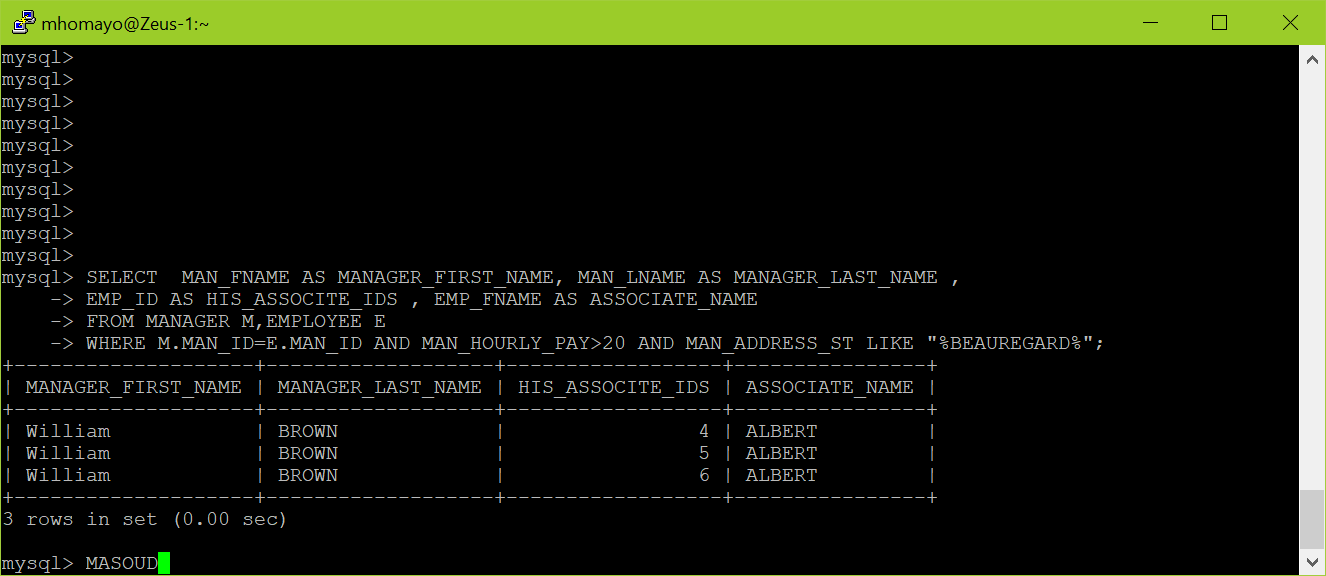 mhomayo@Zeus-1:~
mysql>
mysql>
mysql>
mysql>
mysql>
mysql>
mysql>
mysql>
mysql>
mysql>
mysql> SELECT  MAN_FNAME AS MANAGER_FIRST_NAME, MAN_LNAME AS MANAGER_LAST_NAME ,
    -> EMP_ID AS HIS_ASSOCITE_IDS , EMP_FNAME AS ASSOCIATE_NAME
    -> FROM MANAGER M,EMPLOYEE E
    -> WHERE M.MAN_ID=E.MAN_ID AND MAN_HOURLY_PAY>20 AND MAN_ADDRESS_ST LIKE "%BEAUREGARD%";
+--------------------+-------------------+------------------+----------------+
| MANAGER_FIRST_NAME | MANAGER_LAST_NAME | HIS_ASSOCITE_IDS | ASSOCIATE_NAME |
+--------------------+-------------------+------------------+----------------+
| William            | BROWN             |                4 | ALBERT         |
| William            | BROWN             |                5 | ALBERT         |
| William            | BROWN             |                6 | ALBERT         |
+--------------------+-------------------+------------------+----------------+
3 rows in set (0.00 sec)
mysql> MASOUD